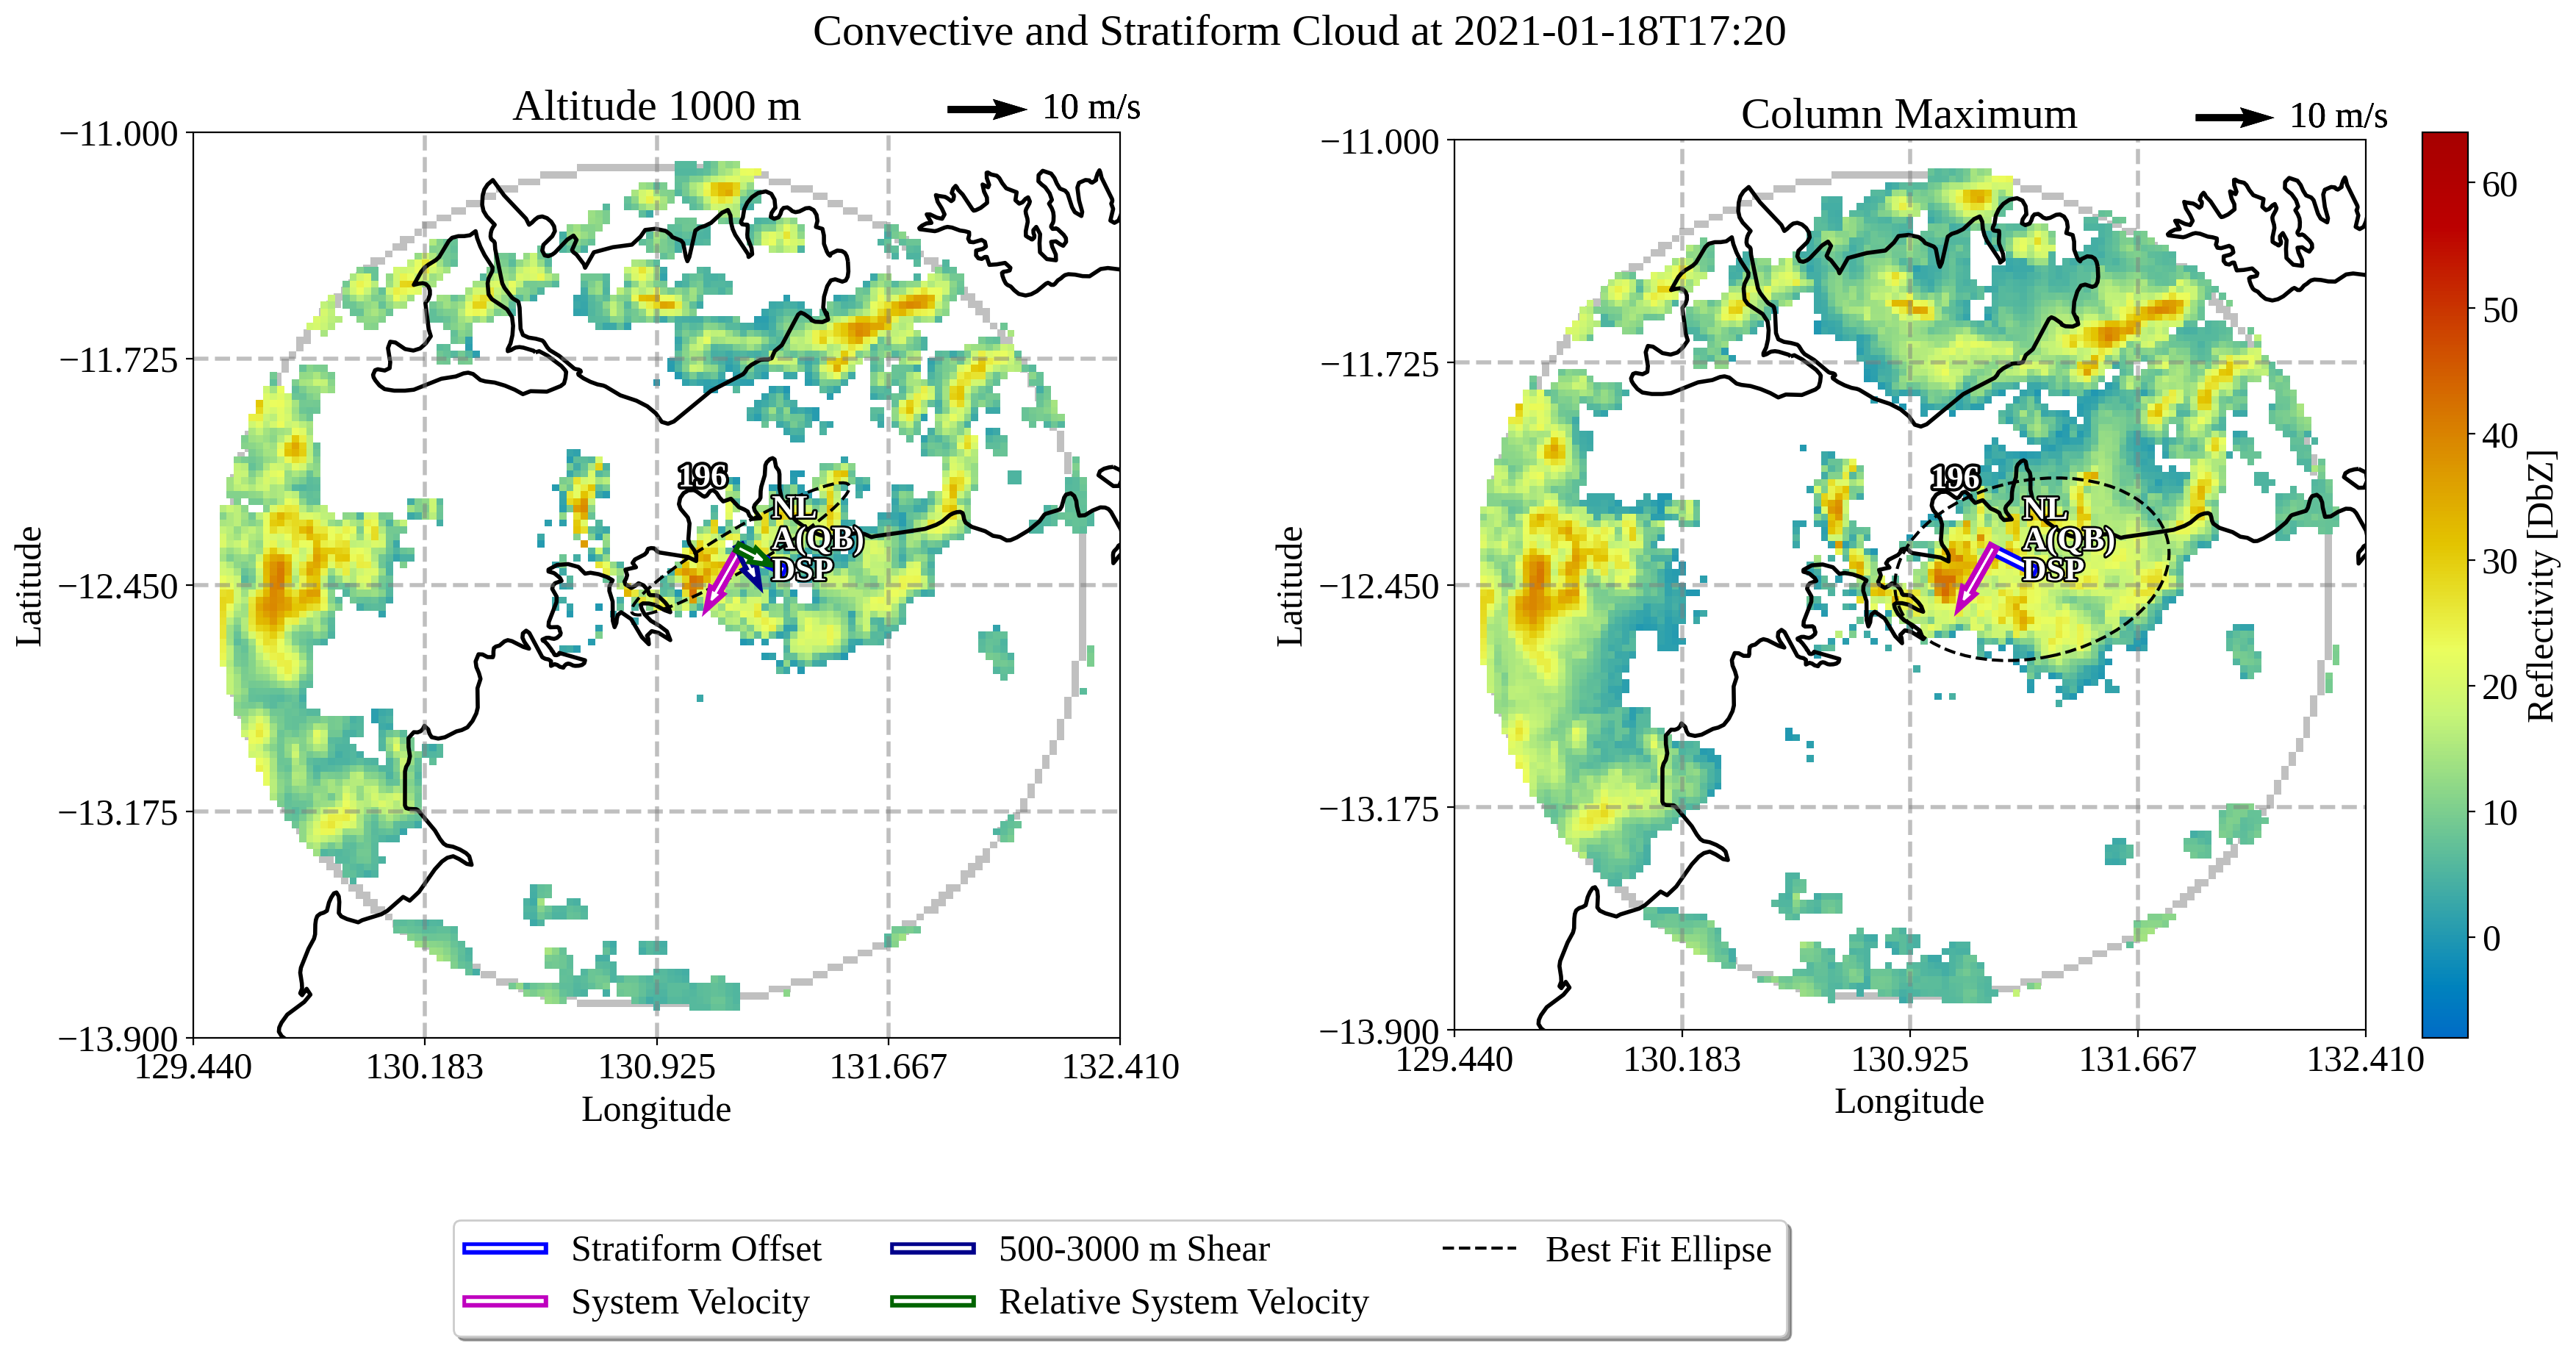 Convective and Stratiform Cloud at 2021-01-18T17:20
Altitude 1000 m
10 m/s
−11.000
−11.725
−12.450
−13.175
−13.900
Latitude
129.440
130.183
130.925
131.667
132.410
Longitude
196
NL
A(QB)
DSP
Column Maximum
10 m/s
−11.000
−11.725
−12.450
−13.175
−13.900
Latitude
129.440
130.183
130.925
131.667
132.410
Longitude
196
NL
A(QB)
DSP
60
50
40
30
20
10
0
Reflectivity [DbZ]
Stratiform Offset
500-3000 m Shear
Best Fit Ellipse
System Velocity
Relative System Velocity